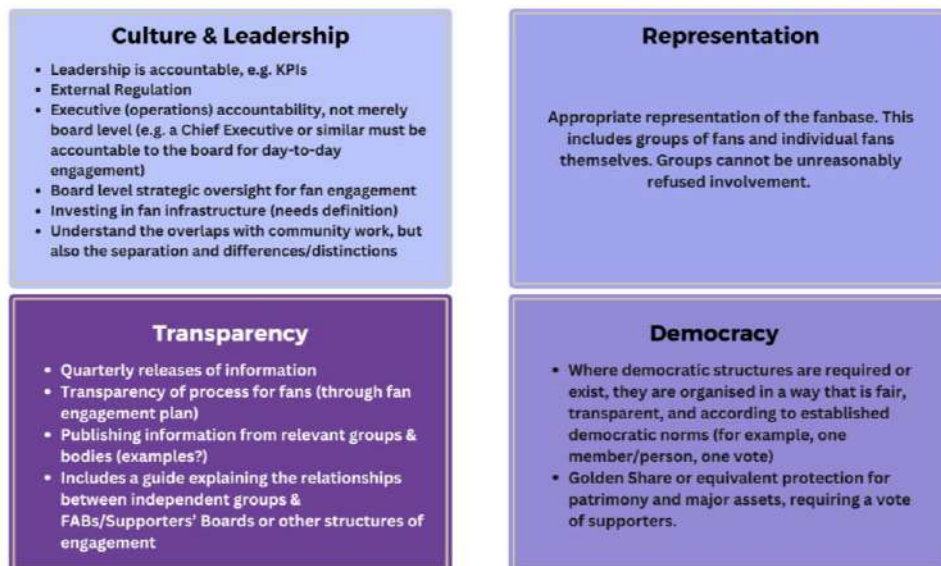 Culture & Leadership
• Leadership is accountable, e.g. KPIs
• External Regulation
• Executive (operations) accountability, not merely
board level (e.g. a Chief Executive or similar must be
accountable to the board for day-to-day
engagement)
• Board level strategic oversight for fan engagement
• Investing in fan infrastructure (needs definition)
• Understand the overlaps with community work, but
also the separation and differences/distinctions
Representation
Appropriate representation of the fanbase. This
includes groups of fans and individual fans
themselves. Groups cannot be unreasonably
refused involvement.
Transparency
• Quarterly releases of information
• Transparency of process for fans (through fan
engagement plan)
• Publishing information from relevant groups &
bodies (examples?)
• Includes a guide explaining the relationships
between independent groups &
FABs/Supporters' Boards or other structures of
engagement
Democracy
• Where democratic structures are required or
exist, they are organised in a way that is fair,
transparent, and according to established
democratic norms (for example, one
member/person, one vote)
• Golden Share or equivalent protection for
patrimony and major assets, requiring a vote
of supporters.